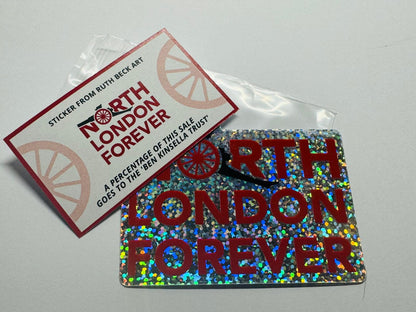 STICKER FROM RUTH BECK ART
NORTH
LONDON
FOREVER
A PERCENTAGE OF THIS SALE
GOES TO THE 'BEN KINSELLA TRUST'
NORTH
LONDON
FOREVER